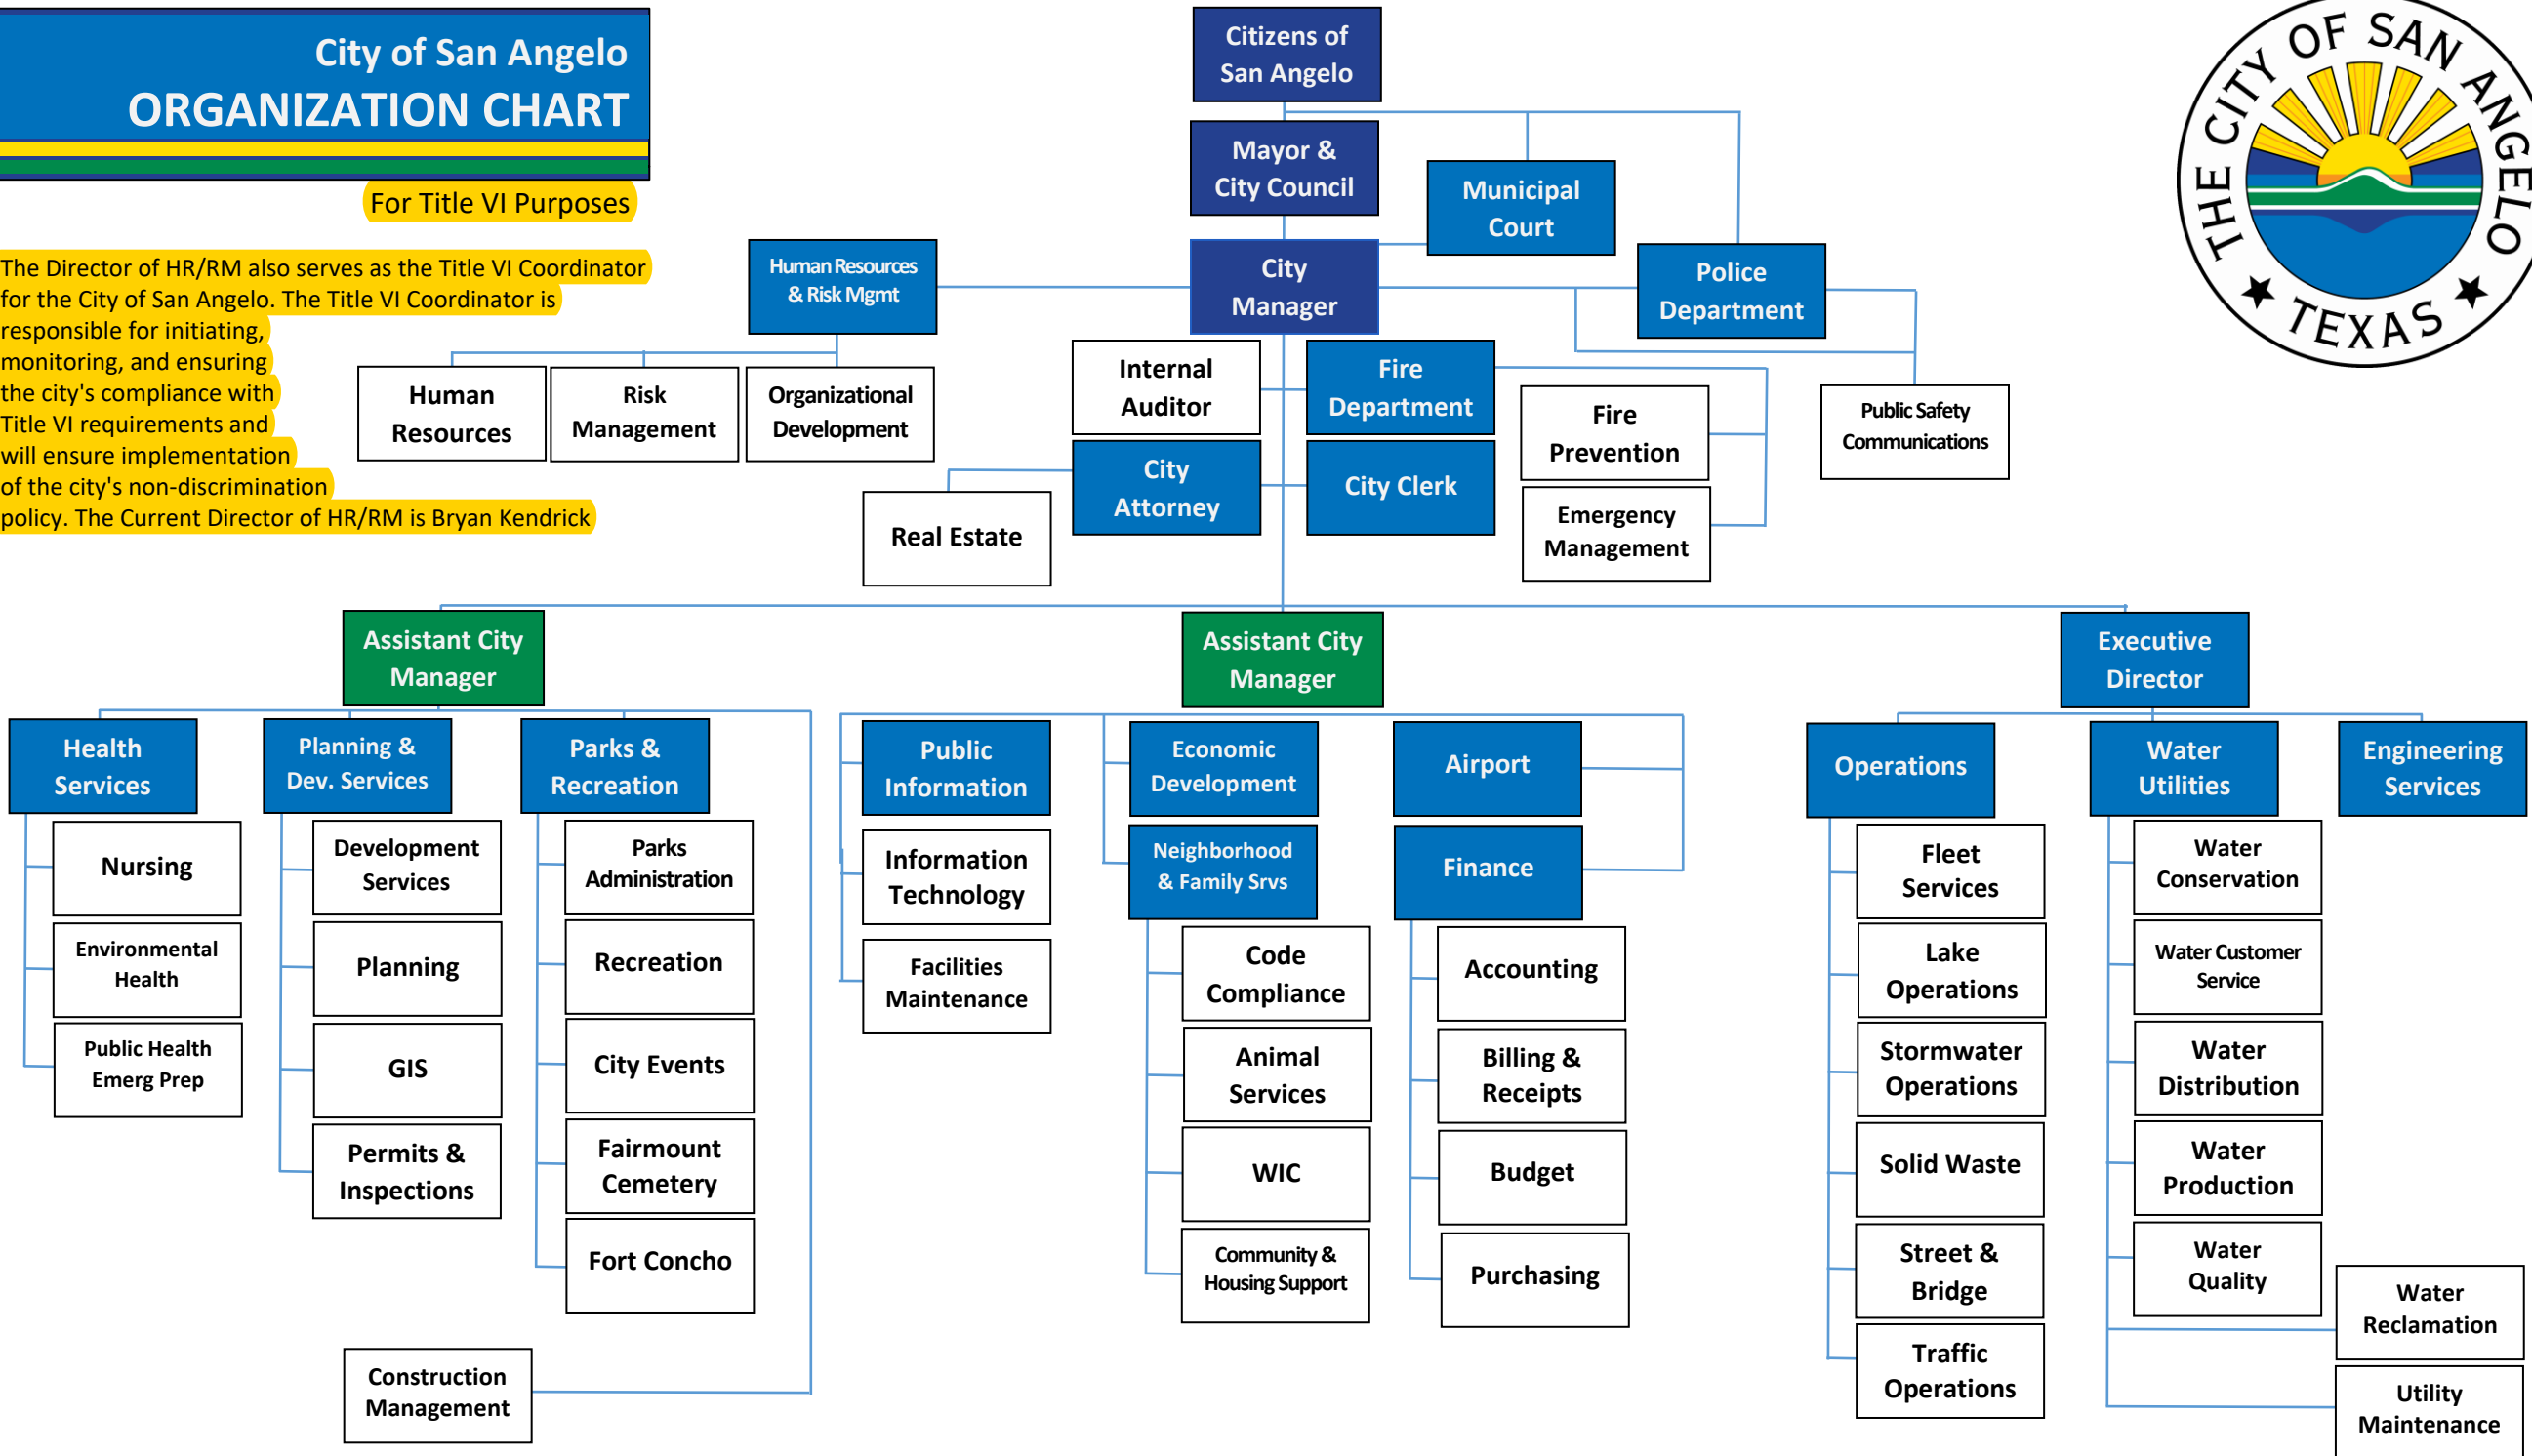 City of San Angelo
ORGANIZATION CHART
For Title VI Purposes
The Director of HR/RM also serves as the Title VI Coordinator
for the City of San Angelo. The Title VI Coordinator is
responsible for initiating,
monitoring, and ensuring
the city's compliance with
Title VI requirements and
will ensure implementation
of the city's non-discrimination
policy. The Current Director of HR/RM is Bryan Kendrick
Citizens of
San Angelo
Mayor &
City Council
Municipal
Court
THE CITY OF SAN ANGELO
TEXAS
Human Resources
& Risk Mgmt
City
Manager
Police
Department
Human
Resources
Risk
Management
Organizational
Development
Internal
Auditor
Fire
Department
Fire
Prevention
Public Safety
Communications
Real Estate
City
Attorney
City Clerk
Emergency
Management
Assistant City
Manager
Assistant City
Manager
Executive
Director
Health
Services
Nursing
Environmental
Health
Public Health
Emerg Prep
Planning &
Dev. Services
Development
Services
Planning
GIS
Permits &
Inspections
Parks &
Recreation
Parks
Administration
Recreation
City Events
Fairmount
Cemetery
Fort Concho
Construction
Management
Public
Information
Information
Technology
Facilities
Maintenance
Economic
Development
Neighborhood
& Family Srvs
Code
Compliance
Animal
Services
WIC
Community &
Housing Support
Airport
Finance
Accounting
Billing &
Receipts
Budget
Purchasing
Operations
Fleet
Services
Lake
Operations
Stormwater
Operations
Solid Waste
Street &
Bridge
Traffic
Operations
Water
Utilities
Water
Conservation
Water Customer
Service
Water
Distribution
Water
Production
Water
Quality
Water
Reclamation
Utility
Maintenance
Engineering
Services